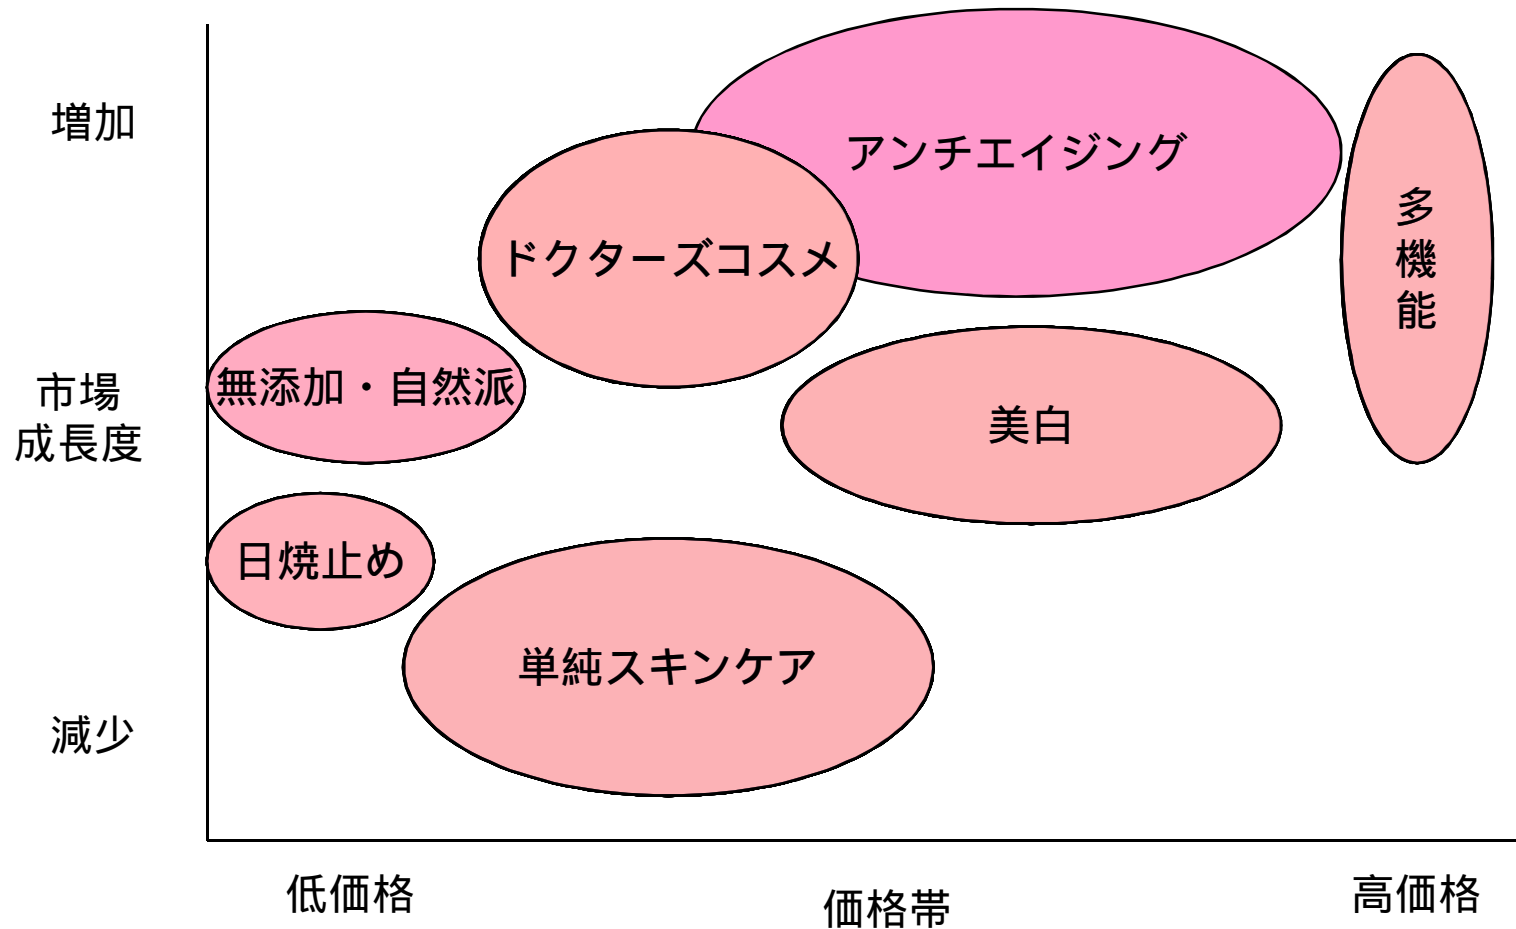 増加
アンチエイジング
多機能
ドクターズコスメ
無添加・自然派
市場
成長度
美白
日焼止め
単純スキンケア
減少
低価格
価格帯
高価格